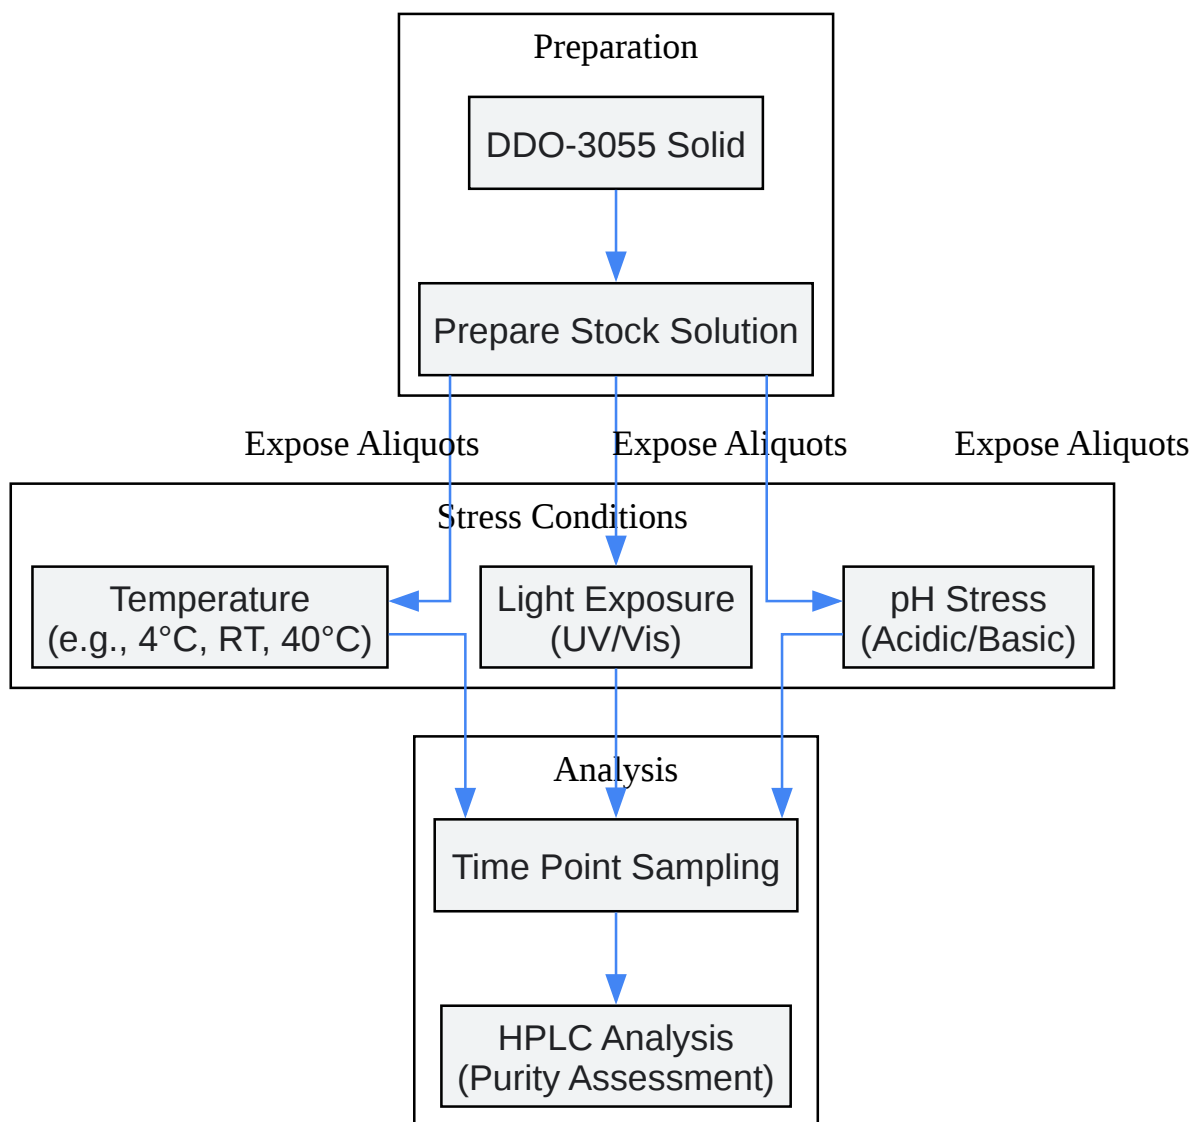 Preparation
DDO-3055 Solid
Prepare Stock Solution
Expose Aliquots
Expose Aliquots
Expose Aliquots
Stress Conditions
Temperature
(e.g., 4°C, RT, 40°C)
Light Exposure
(UV/Vis)
pH Stress
(Acidic/Basic)
Analysis
Time Point Sampling
HPLC Analysis
(Purity Assessment)